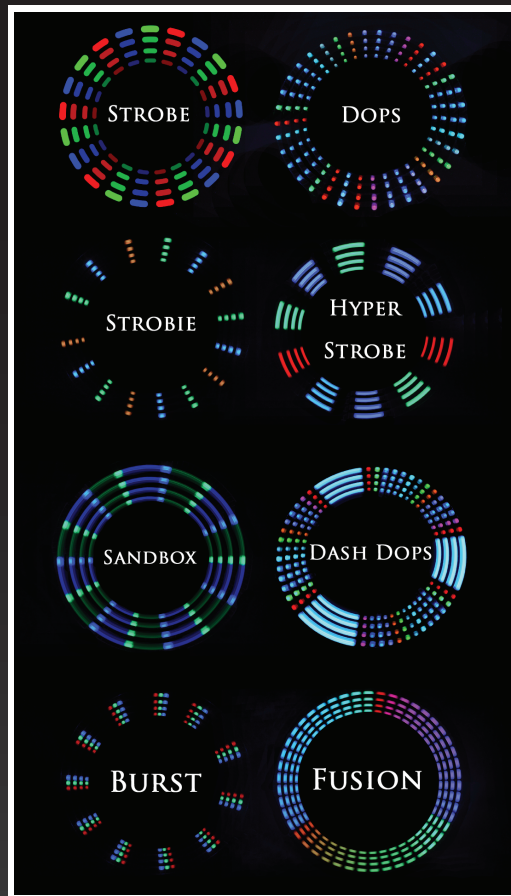 STROBE
DOPS
STROBIE
HYPER
STROBE
SANDBOX
DASH DOPS
BURST
FUSION